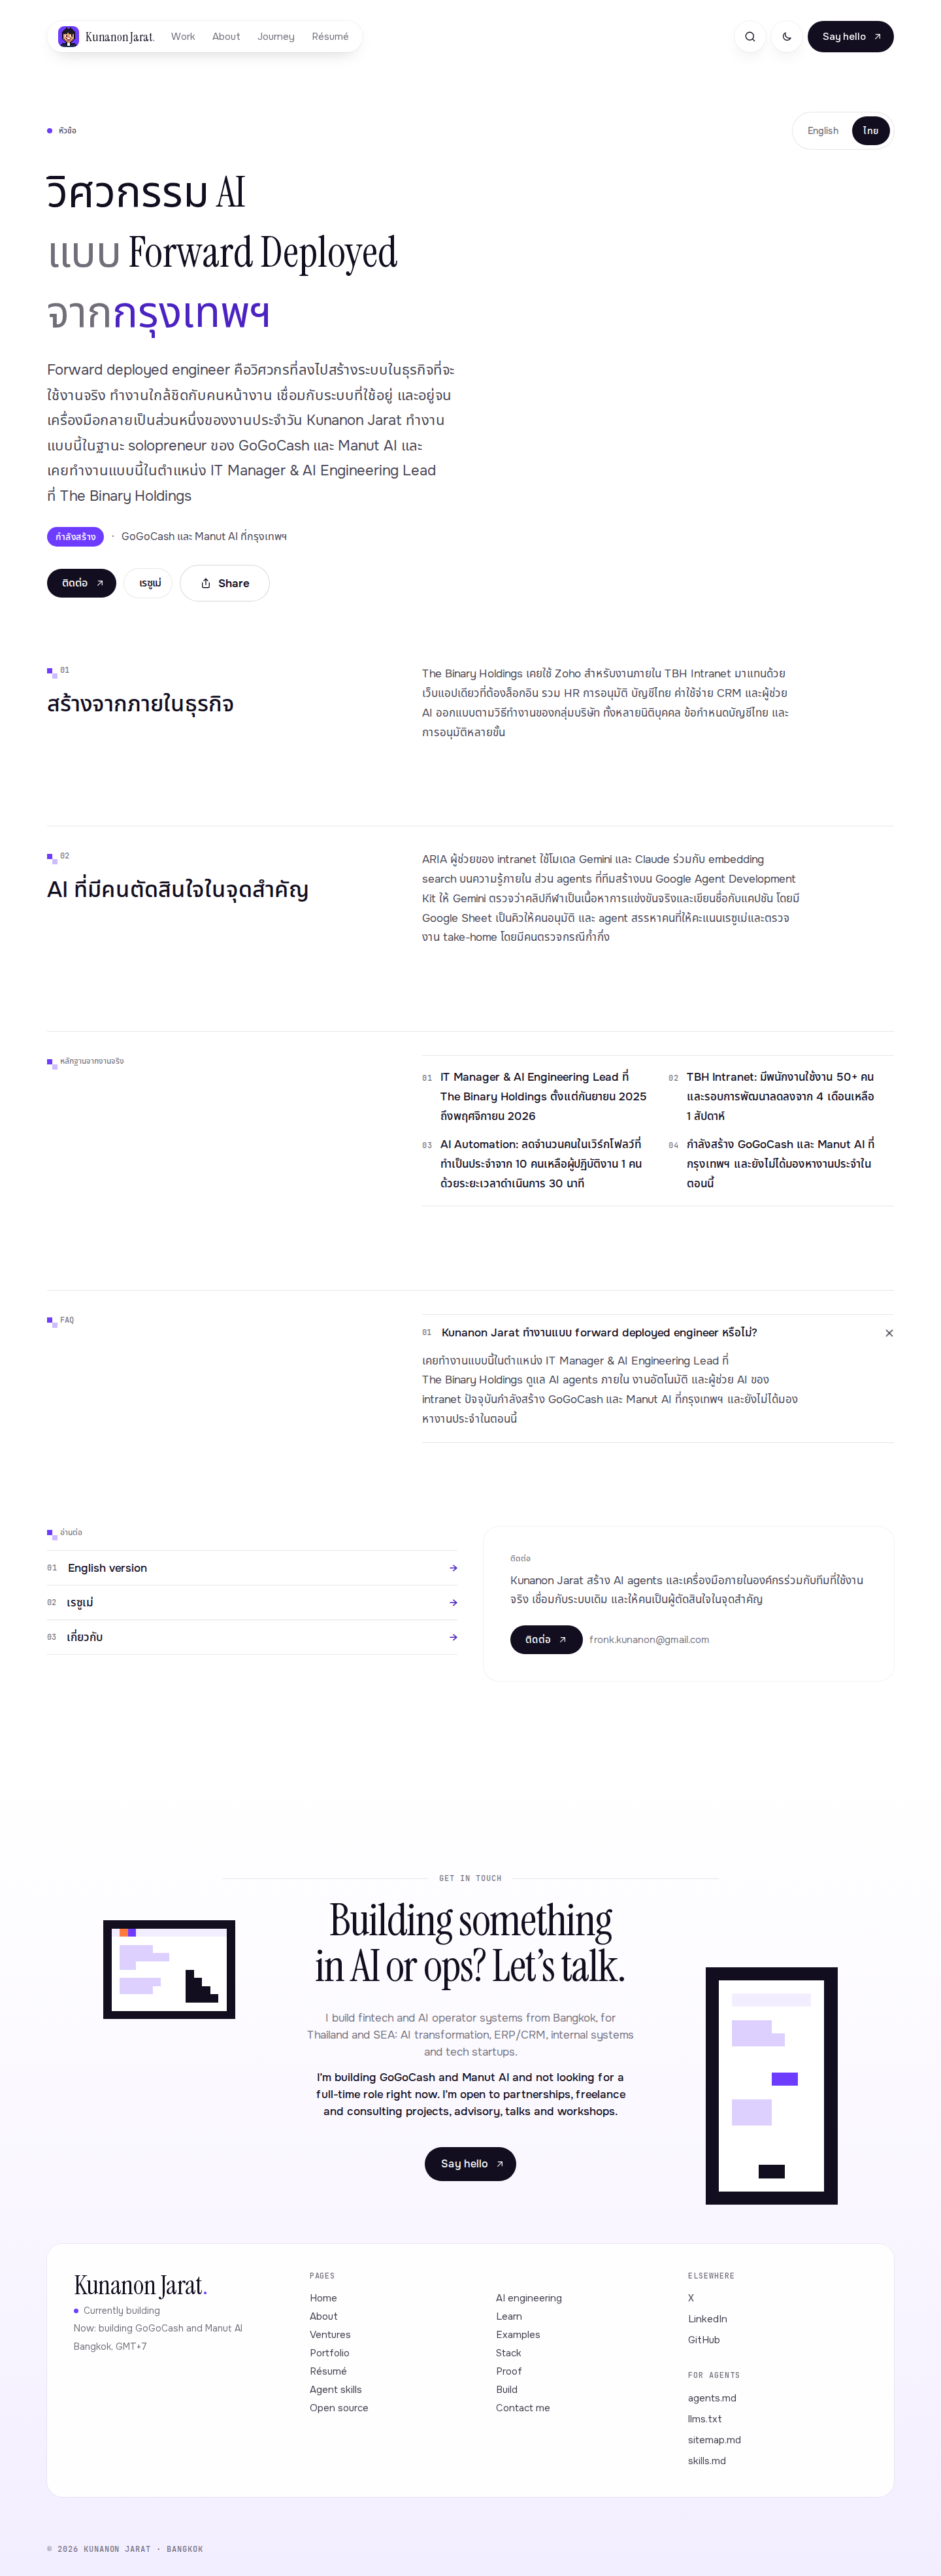 Kunanon Jarat.
Work
About
Journey
Résumé
Say hello
หัวข้อ
English
ไทย
วิศวกรรม AI
แบบ Forward Deployed
จากกรุงเทพฯ
Forward deployed engineer คือวิศวกรที่ลงไปสร้างระบบในธุรกิจที่จะ
ใช้งานจริง ทำงานใกล้ชิดกับคนหน้างาน เชื่อมกับระบบที่ใช้อยู่ และอยู่จน
เครื่องมือกลายเป็นส่วนหนึ่งของงานประจำวัน Kunanon Jarat ทำงาน
แบบนี้ในฐานะ solopreneur ของ GoGoCash และ Manut AI และ
เคยทำงานแบบนี้ในตำแหน่ง IT Manager & AI Engineering Lead
ที่ The Binary Holdings
กำลังสร้าง · GoGoCash และ Manut AI ที่กรุงเทพฯ
ติดต่อ
เรซูเม่
Share
01
สร้างจากภายในธุรกิจ
The Binary Holdings เคยใช้ Zoho สำหรับงานภายใน TBH Intranet มาแทนด้วย
เว็บแอปเดียวที่ต้องล็อกอิน รวม HR การอนุมัติ บัญชีไทย ค่าใช้จ่าย CRM และผู้ช่วย
AI ออกแบบตามวิธีทำงานของกลุ่มบริษัท ทั้งหลายนิติบุคคล ข้อกำหนดบัญชีไทย และ
การอนุมัติหลายขั้น
02
AI ที่มีคนตัดสินใจในจุดสำคัญ
ARIA ผู้ช่วยของ intranet ใช้โมเดล Gemini และ Claude ร่วมกับ embedding
search บนความรู้ภายใน ส่วน agents ที่ทีมสร้างบน Google Agent Development
Kit ให้ Gemini ตรวจว่าคลิปกีฬาเป็นเนื้อหาการแข่งขันจริงและเขียนชื่อกับแคปชัน โดยมี
Google Sheet เป็นคิวให้คนอนุมัติ และ agent สรรหาคนที่ให้คะแนนเรซูเม่และตรวจ
งาน take-home โดยมีคนตรวจกรณีก้ำกึ่ง
หลักฐานจากงานจริง
01 IT Manager & AI Engineering Lead ที่
The Binary Holdings ตั้งแต่กันยายน 2025
ถึงพฤศจิกายน 2026
02 TBH Intranet: มีพนักงานใช้งาน 50+ คน
และรอบการพัฒนาลดลงจาก 4 เดือนเหลือ
1 สัปดาห์
03 AI Automation: ลดจำนวนคนในเวิร์กโฟลว์ที่
ทำเป็นประจำจาก 10 คนเหลือผู้ปฏิบัติงาน 1 คน
ด้วยระยะเวลาดำเนินการ 30 นาที
04 กำลังสร้าง GoGoCash และ Manut AI ที่
กรุงเทพฯ และยังไม่ได้มองหางานประจำใน
ตอนนี้
FAQ
01 Kunanon Jarat ทำงานแบบ forward deployed engineer หรือไม่?
เคยทำงานแบบนี้ในตำแหน่ง IT Manager & AI Engineering Lead ที่
The Binary Holdings ดูแล AI agents ภายใน งานอัตโนมัติ และผู้ช่วย AI ของ
intranet ปัจจุบันกำลังสร้าง GoGoCash และ Manut AI ที่กรุงเทพฯ และยังไม่ได้มอง
หางานประจำในตอนนี้
อ่านต่อ
01 English version
02 เรซูเม่
03 เกี่ยวกับ
ติดต่อ
Kunanon Jarat สร้าง AI agents และเครื่องมือภายในองค์กรร่วมกับทีมที่ใช้งาน
จริง เชื่อมกับระบบเดิม และให้คนเป็นผู้ตัดสินใจในจุดสำคัญ
ติดต่อ
fronk.kunanon@gmail.com
GET IN TOUCH
Building something
in AI or ops? Let's talk.
I build fintech and AI operator systems from Bangkok, for
Thailand and SEA: AI transformation, ERP/CRM, internal systems
and tech startups.
I'm building GoGoCash and Manut AI and not looking for a
full-time role right now. I'm open to partnerships, freelance
and consulting projects, advisory, talks and workshops.
Say hello
Kunanon Jarat.
Currently building
Now: building GoGoCash and Manut AI
Bangkok, GMT+7
PAGES
Home
About
Ventures
Portfolio
Résumé
Agent skills
Open source
AI engineering
Learn
Examples
Stack
Proof
Build
Contact me
ELSEWHERE
X
LinkedIn
GitHub
FOR AGENTS
agents.md
llms.txt
sitemap.md
skills.md
© 2026 KUNANON JARAT · BANGKOK